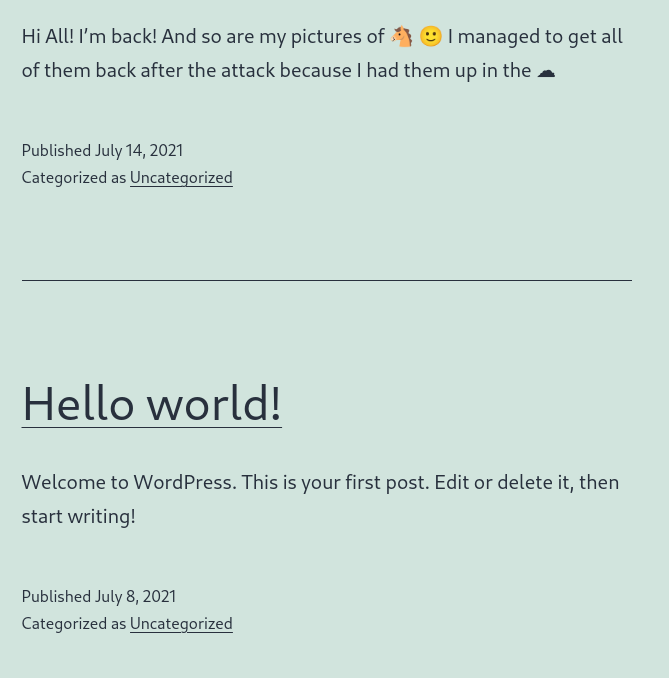 Hi All! I’m back! And so are my pictures of 🐴 🙂 I managed to get all
of them back after the attack because I had them up in the ☁
Published July 14, 2021
Categorized as Uncategorized
Hello world!
Welcome to WordPress. This is your first post. Edit or delete it, then
start writing!
Published July 8, 2021
Categorized as Uncategorized